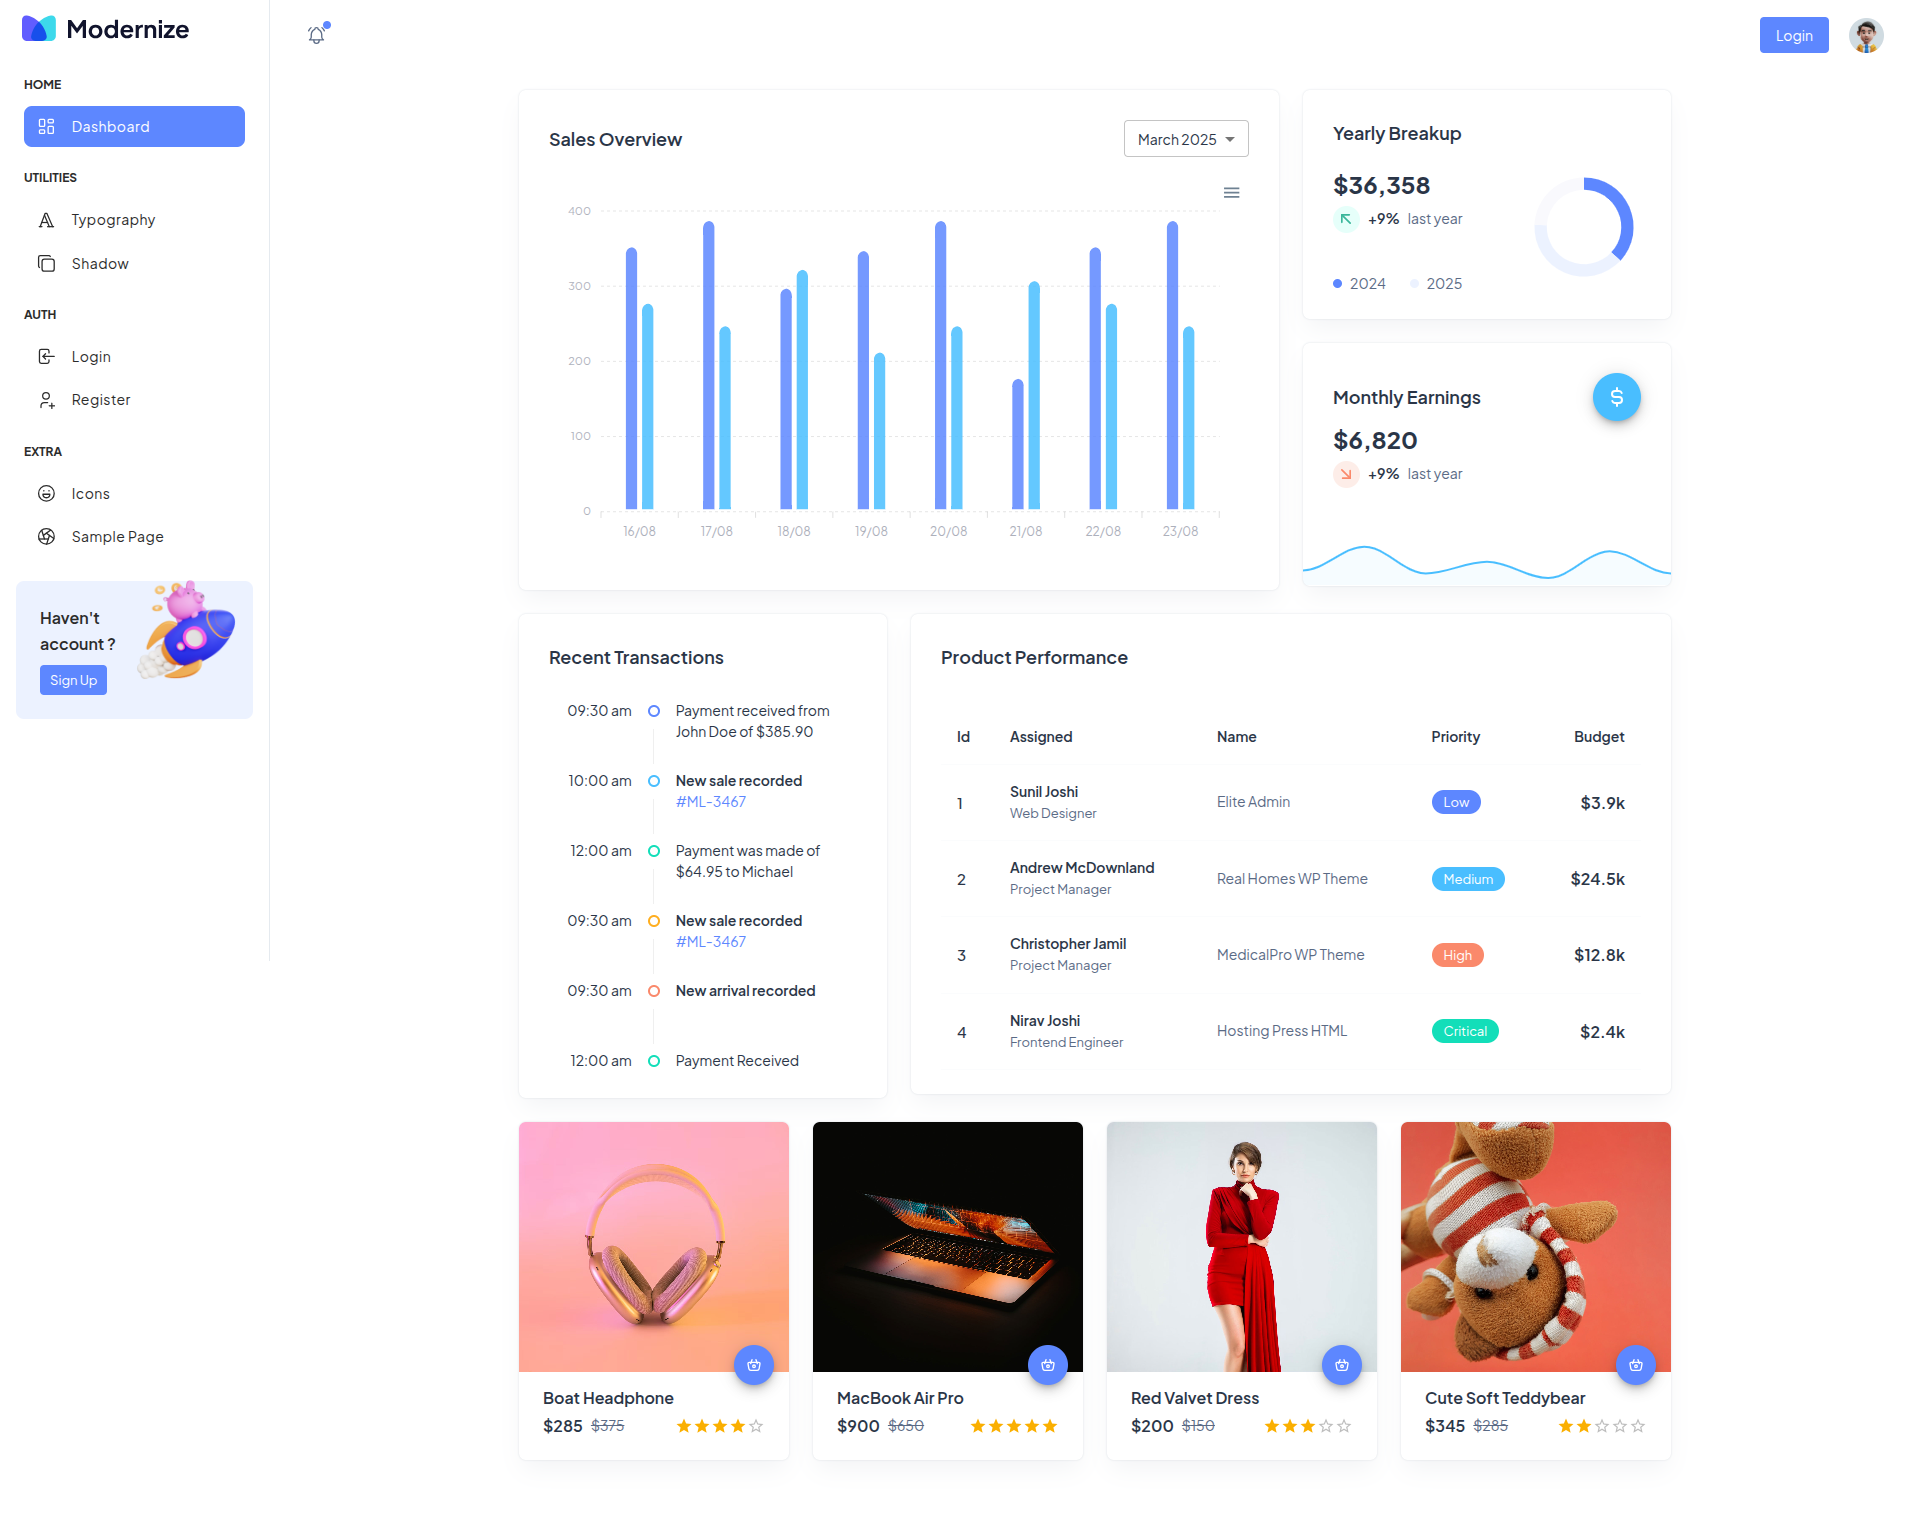 Modernize
HOME
Dashboard
UTILITIES
Typography
Shadow
AUTH
Login
Register
EXTRA
Icons
Sample Page
Haven't
account ?
Sign Up
Login
Sales Overview
March 2025
400
300
200
100
0
16/08 17/08 18/08 19/08 20/08 21/08 22/08 23/08
Yearly Breakup
$36,358
+9% last year
2024 2025
Monthly Earnings
$
$6,820
+9% last year
Recent Transactions
09:30 am Payment received from
John Doe of $385.90
10:00 am New sale recorded
#ML-3467
12:00 am Payment was made of
$64.95 to Michael
09:30 am New sale recorded
#ML-3467
09:30 am New arrival recorded
12:00 am Payment Received
Product Performance
Id Assigned Name Priority Budget
1 Sunil Joshi Elite Admin Low $3.9k
Web Designer
2 Andrew McDownland Real Homes WP Theme Medium $24.5k
Project Manager
3 Christopher Jamil MedicalPro WP Theme High $12.8k
Project Manager
4 Nirav Joshi Hosting Press HTML Critical $2.4k
Frontend Engineer
Boat Headphone
$285 $375
MacBook Air Pro
$900 $650
Red Valvet Dress
$200 $150
Cute Soft Teddybear
$345 $285